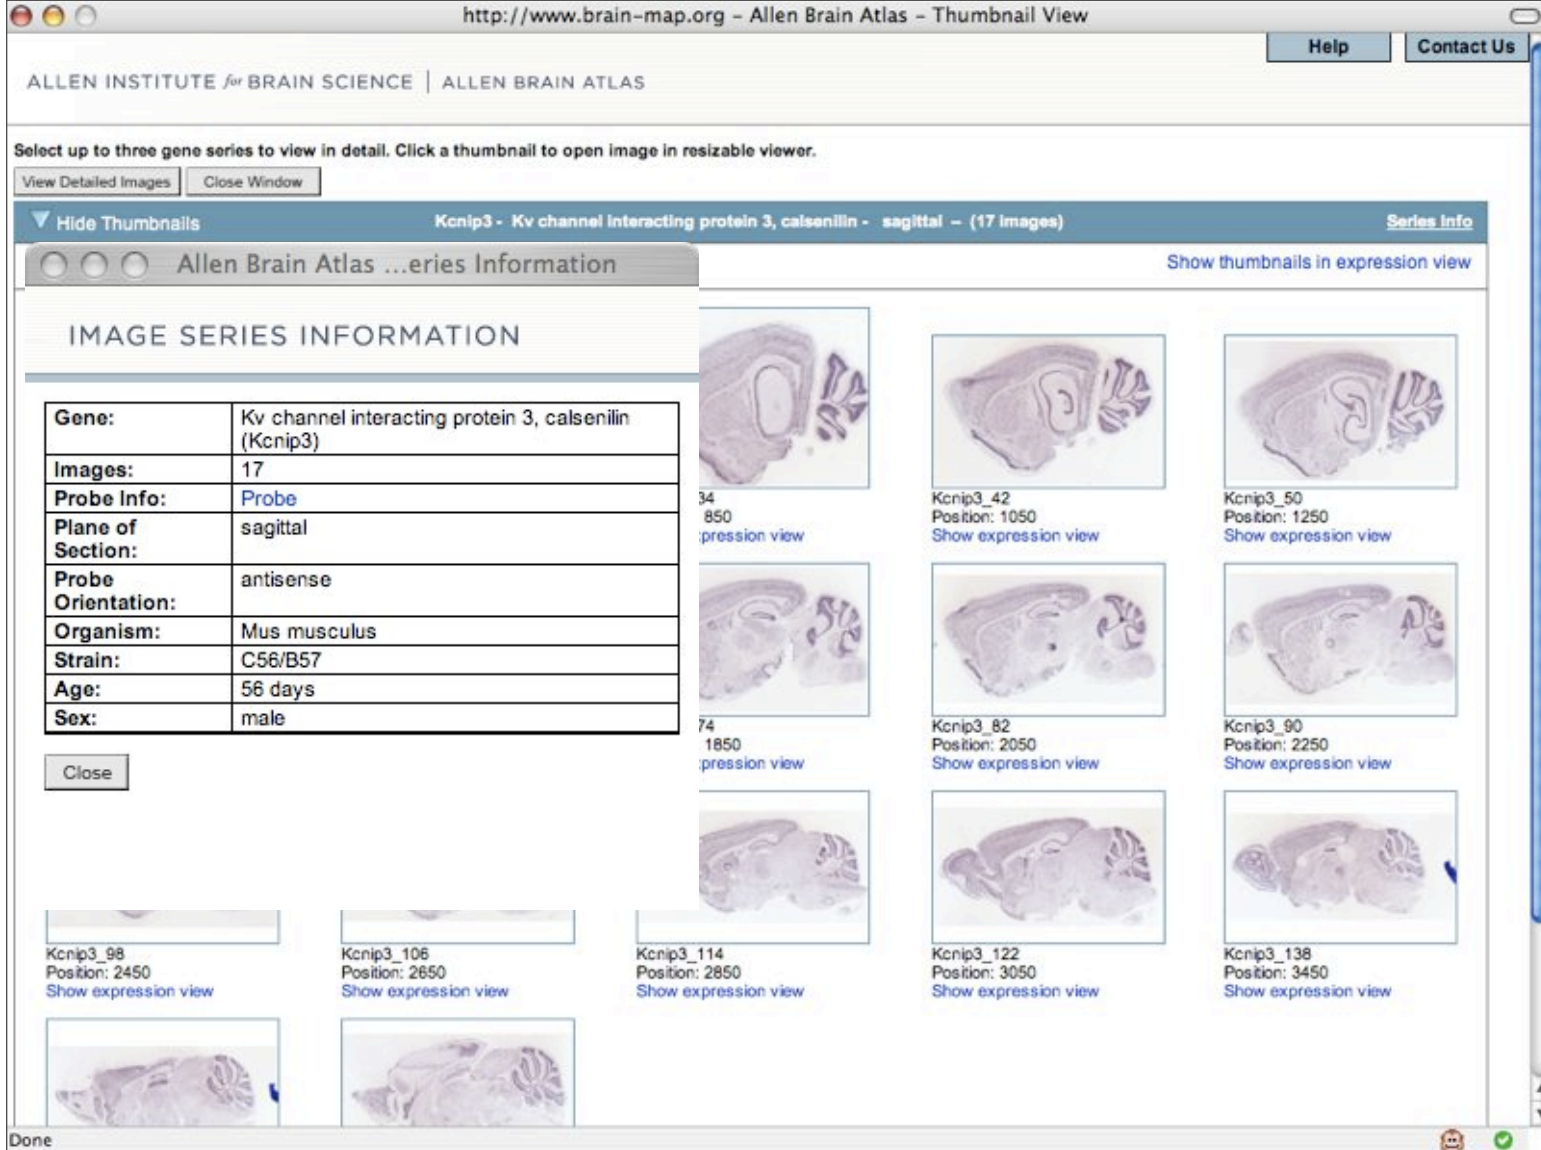 http://www.brain-map.org – Allen Brain Atlas – Thumbnail View
Help
Contact Us
ALLEN INSTITUTE for BRAIN SCIENCE | ALLEN BRAIN ATLAS
Select up to three gene series to view in detail. Click a thumbnail to open image in resizable viewer.
View Detailed Images
Close Window
Hide Thumbnails
Kcnip3 - Kv channel interacting protein 3, calsenilin - sagittal – (17 images)
Series Info
Show thumbnails in expression view
Allen Brain Atlas ...eries Information
IMAGE SERIES INFORMATION
Gene: Kv channel interacting protein 3, calsenilin
(Kcnip3)
Images: 17
Probe Info: Probe
Plane of sagittal
Section:
Probe antisense
Orientation:
Organism: Mus musculus
Strain: C56/B57
Age: 56 days
Sex: male
Close
34
850
pression view
Kcnip3_42
Position: 1050
Show expression view
Kcnip3_50
Position: 1250
Show expression view
74
1850
pression view
Kcnip3_82
Position: 2050
Show expression view
Kcnip3_90
Position: 2250
Show expression view
Kcnip3_98
Position: 2450
Show expression view
Kcnip3_106
Position: 2650
Show expression view
Kcnip3_114
Position: 2850
Show expression view
Kcnip3_122
Position: 3050
Show expression view
Kcnip3_138
Position: 3450
Show expression view
Done